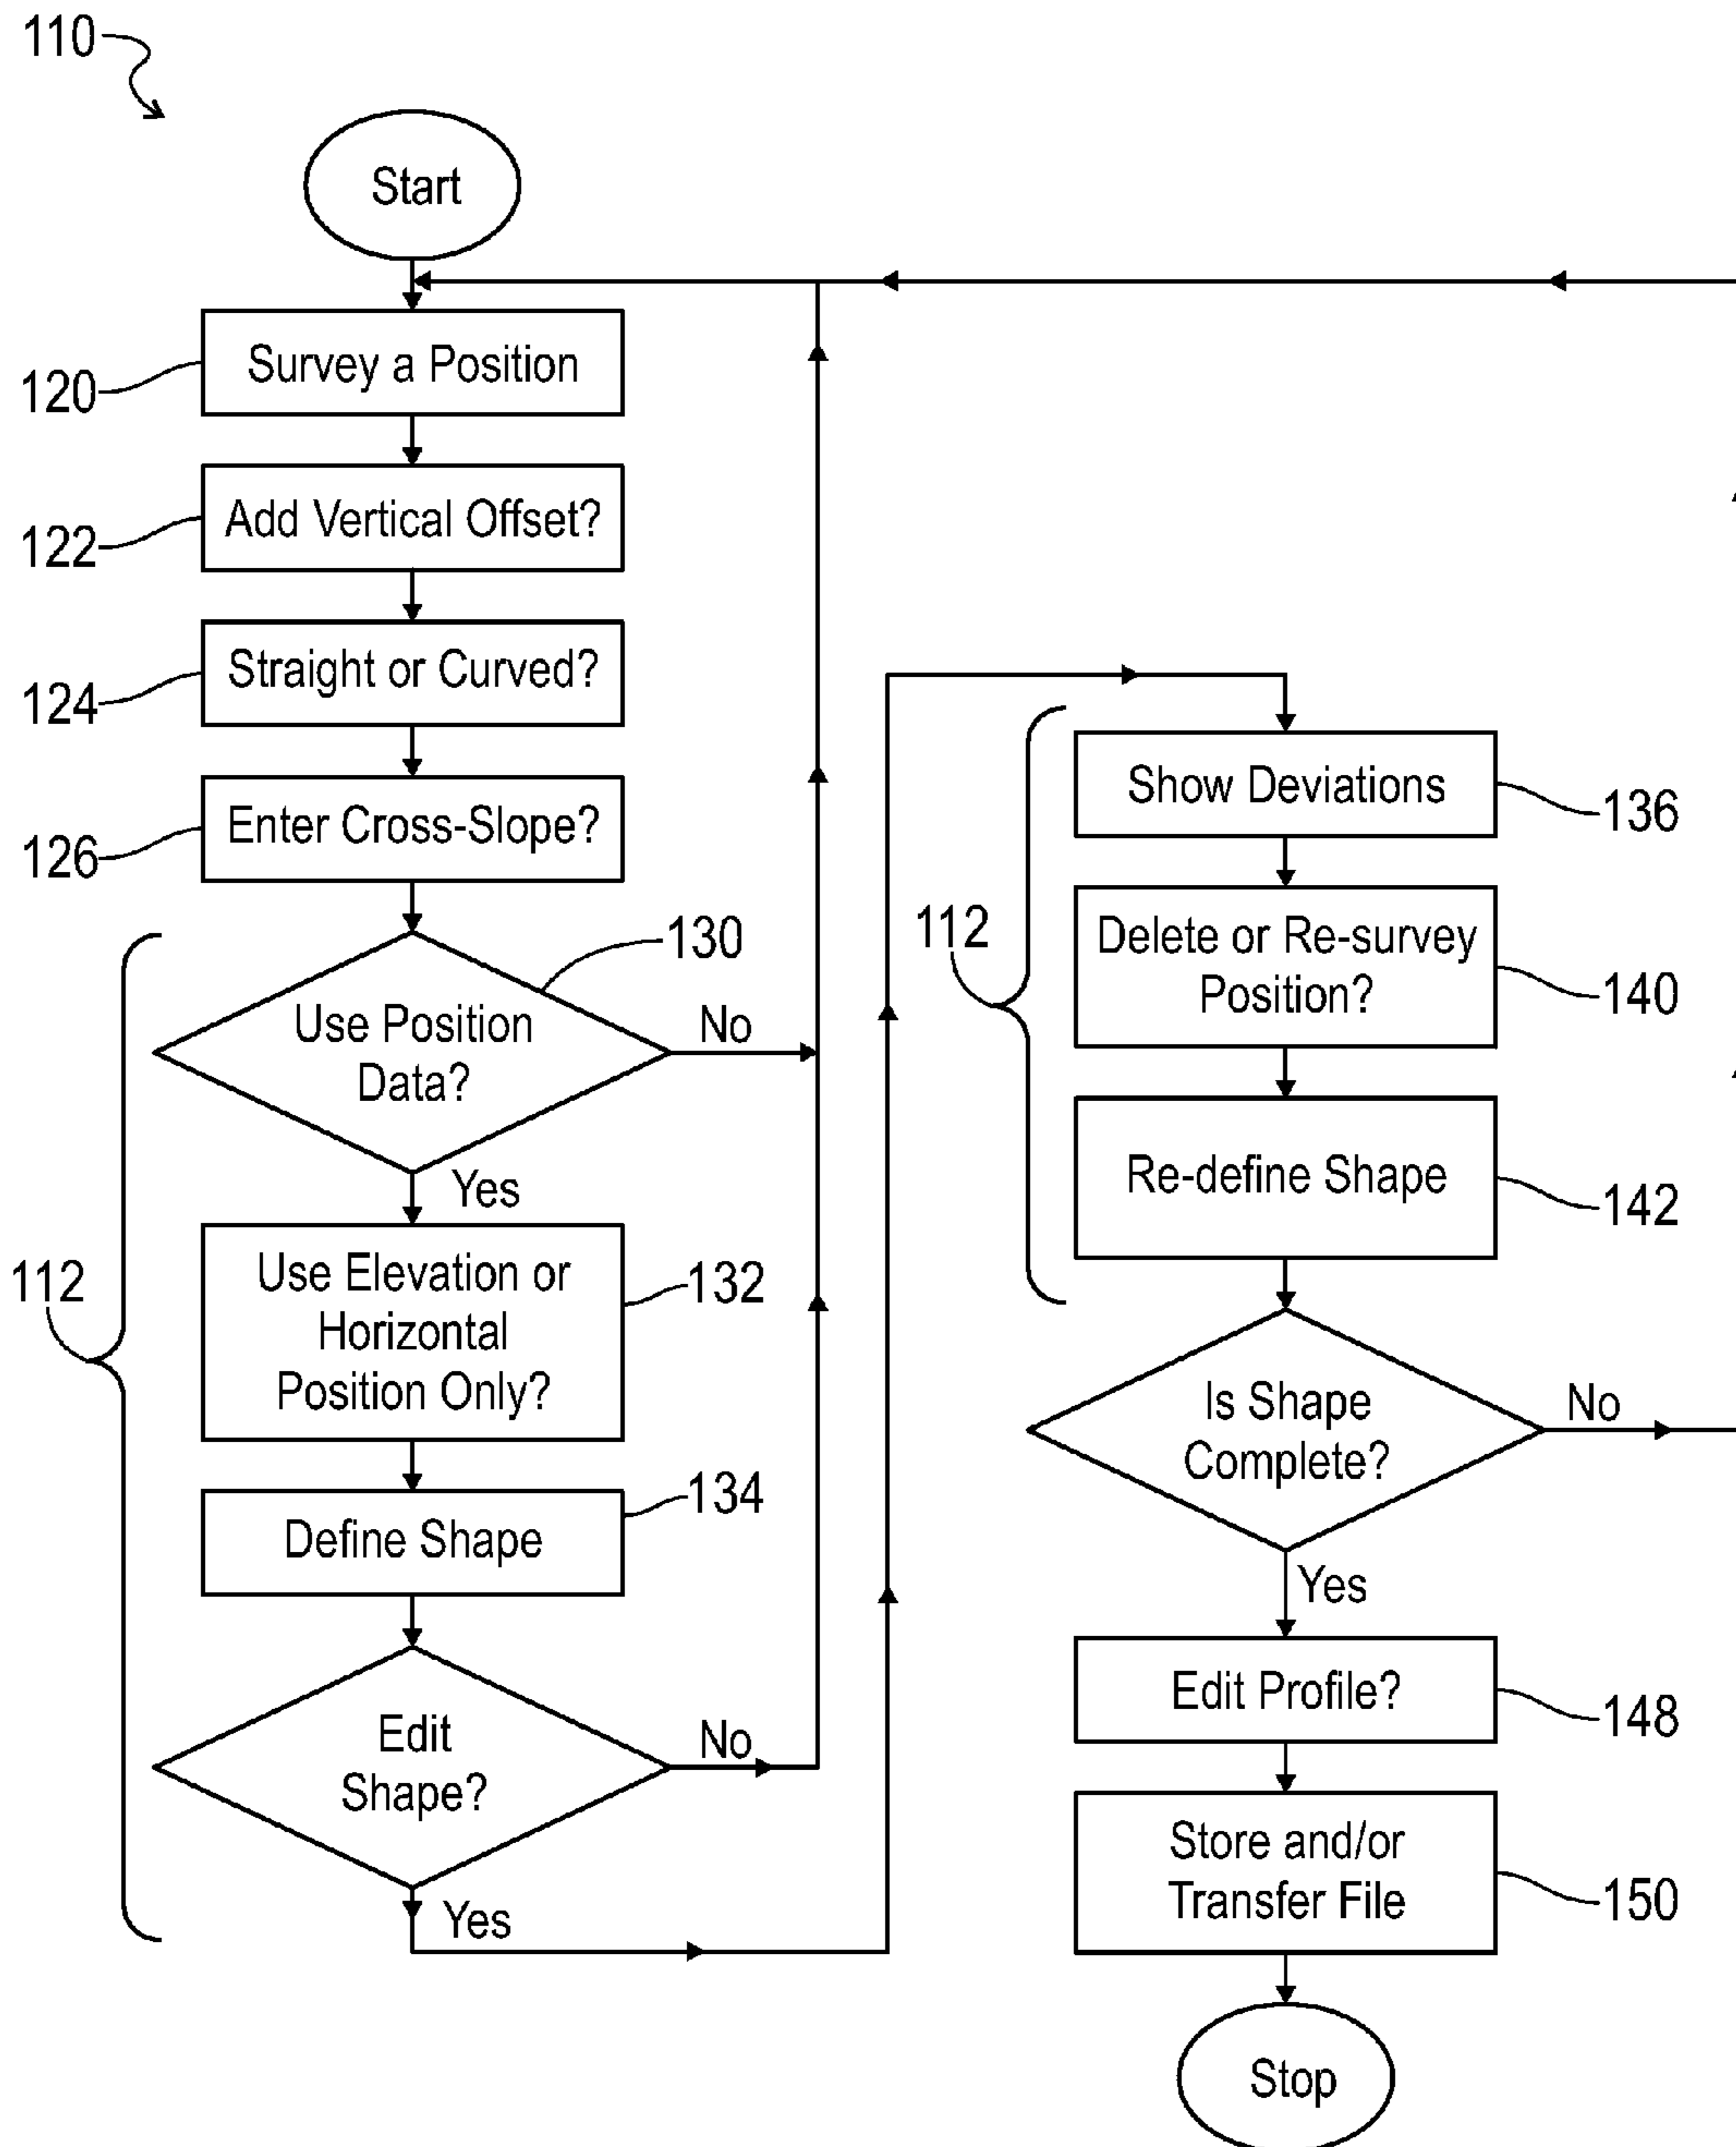 110
Start
120
Survey a Position
122
Add Vertical Offset?
124
Straight or Curved?
126
Enter Cross-Slope?
130
Use Position
Data?
No
Yes
112
Use Elevation or
Horizontal
Position Only?
132
Define Shape
134
Edit
Shape?
No
Yes
112
Show Deviations
136
Delete or Re-survey
Position?
140
Re-define Shape
142
Is Shape
Complete?
No
Yes
Edit Profile?
148
Store and/or
Transfer File
150
Stop